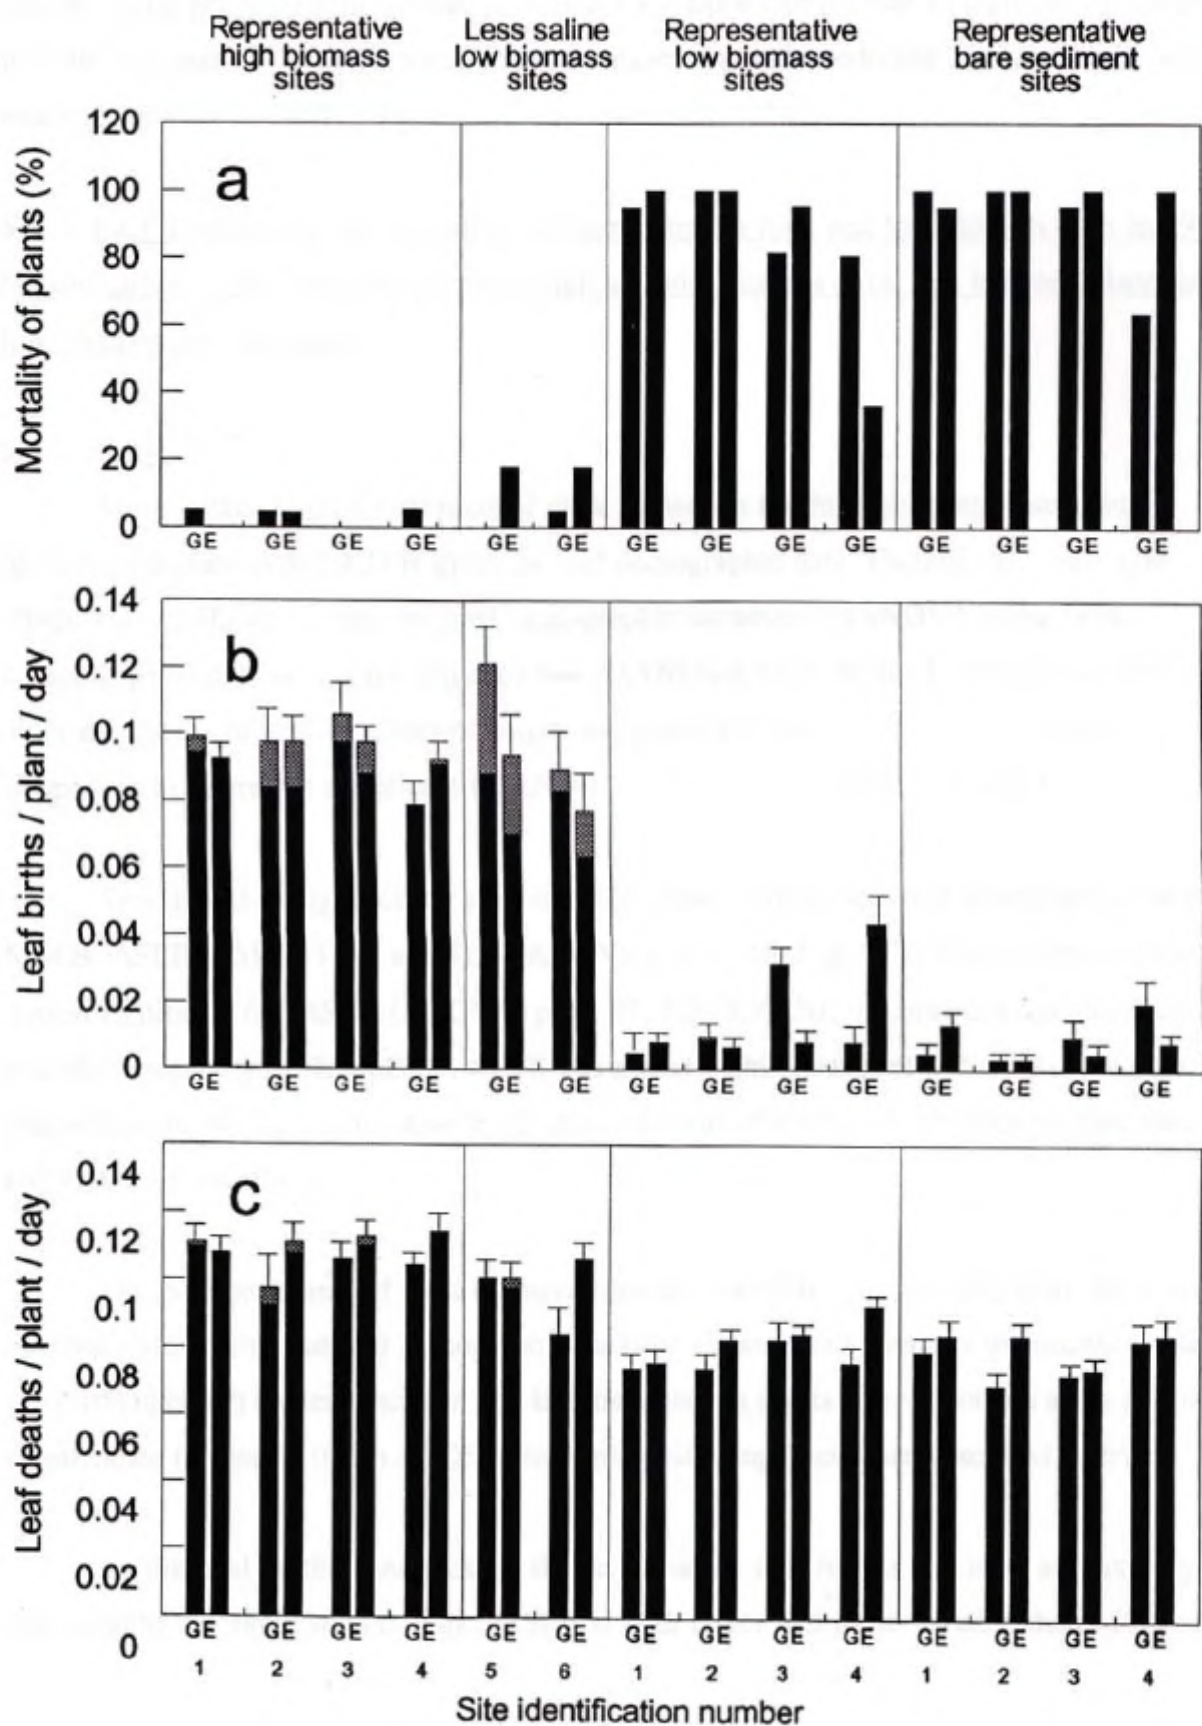 Representative
high biomass
sites
Less saline
low biomass
sites
Representative
low biomass
sites
Representative
bare sediment
sites
Mortality of plants (%)
120
100
80
60
40
20
0
a
GE GE GE GE GE GE GE GE GE GE GE GE GE GE
Leaf births / plant / day
0.14
0.12
0.1
0.08
0.06
0.04
0.02
0
b
GE GE GE GE GE GE GE GE GE GE GE GE GE GE
Leaf deaths / plant / day
0.14
0.12
0.1
0.08
0.06
0.04
0.02
0
c
GE GE GE GE GE GE GE GE GE GE GE GE GE GE
1 2 3 4 5 6 1 2 3 4 1 2 3 4
Site identification number